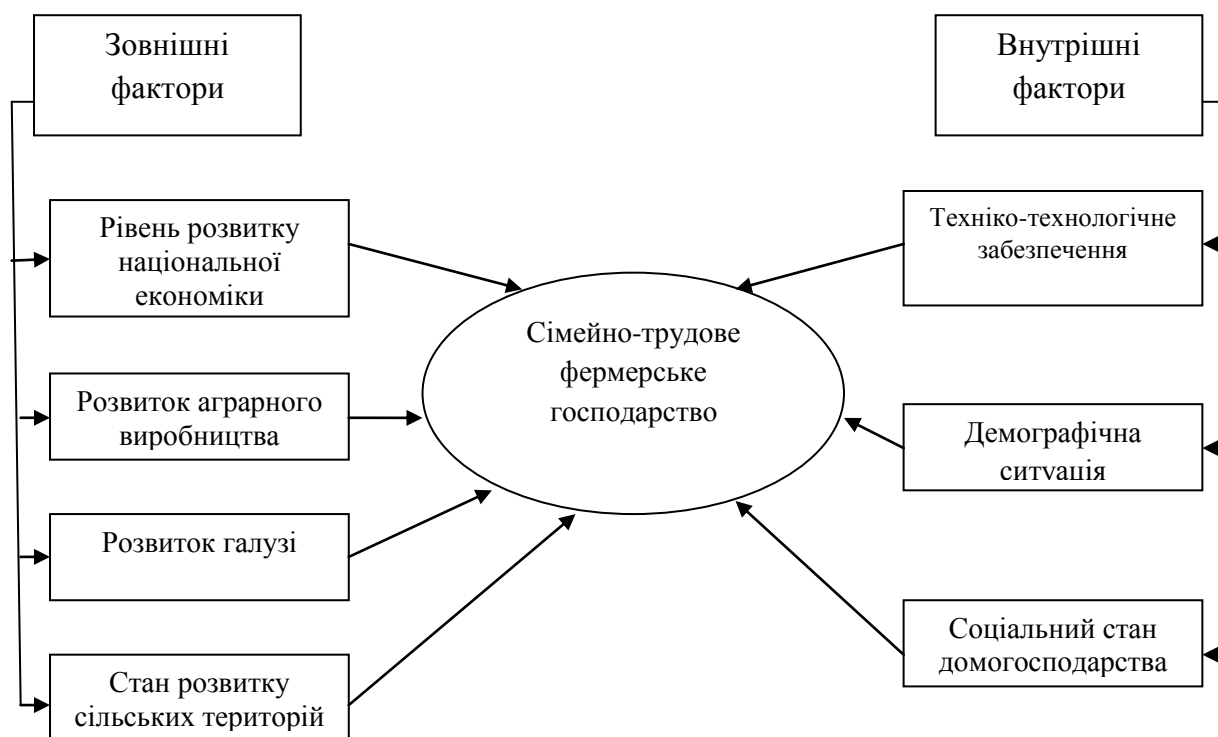 Зовнішні
фактори
Внутрішні
фактори
Рівень розвитку
національної
економіки
Розвиток аграрного
виробництва
Розвиток галузі
Стан розвитку
сільських територій
Сімейно-трудове
фермерське
господарство
Техніко-технологічне
забезпечення
Демографічна
ситуація
Соціальний стан
домогосподарства